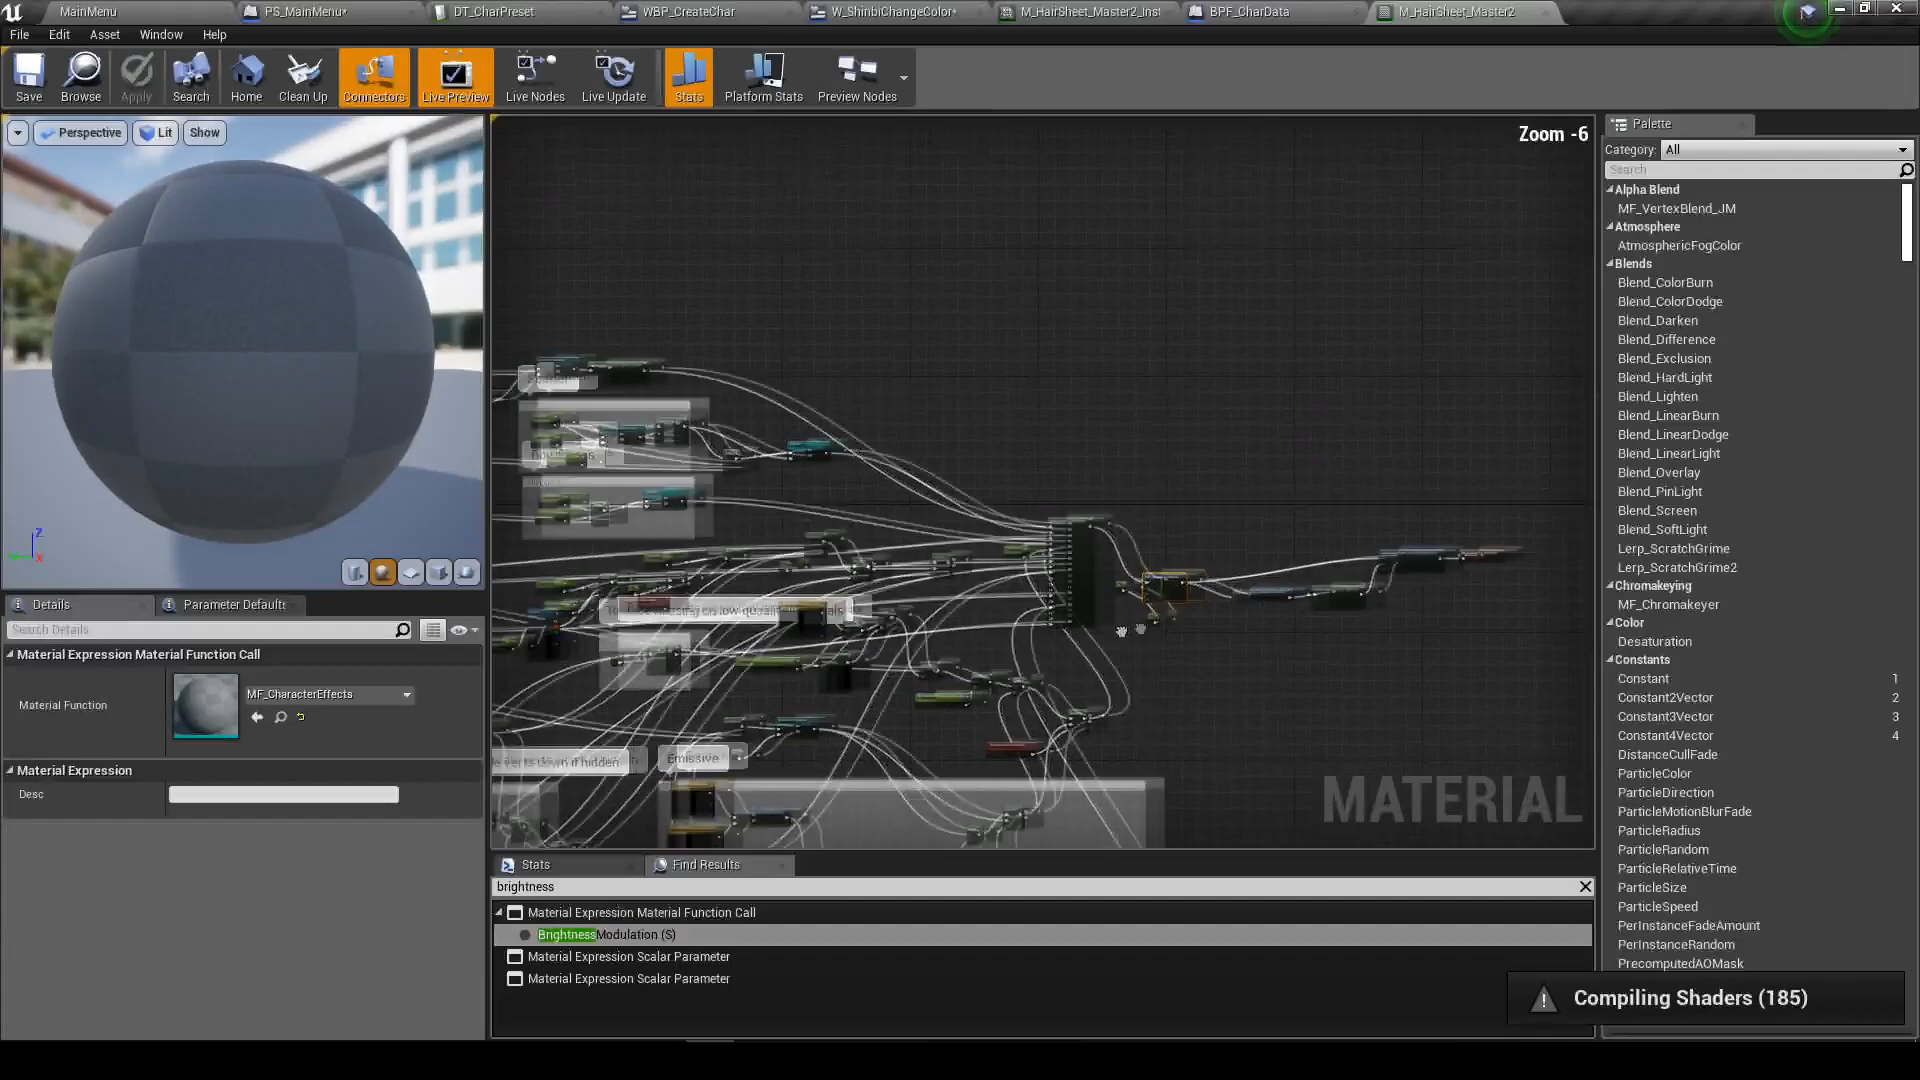 MainMenu
PS_MainMenu*
DT_CharPreset
WBP_CreateChar
W_ShinbiChangeColor*
M_HairSheet_Master2_Inst
BPF_CharData
M_HairSheet_Master2
File Edit Asset Window Help
Save Browse Apply Search Home Clean Up Connectors Live Preview Live Nodes Live Update Stats Platform Stats Preview Nodes
Perspective Lit Show
Zoom -6
Z
X
Emissive
MATERIAL
Details
Parameter Defaults
Search Details
Material Expression Material Function Call
Material Function
MF_CharacterEffects
Material Expression
Desc
Stats
Find Results
brightness
Material Expression Material Function Call
BrightnessModulation (S)
Material Expression Scalar Parameter
Material Expression Scalar Parameter
Palette
Category: All
Search
Alpha Blend
MF_VertexBlend_JM
Atmosphere
AtmosphericFogColor
Blends
Blend_ColorBurn
Blend_ColorDodge
Blend_Darken
Blend_Difference
Blend_Exclusion
Blend_HardLight
Blend_Lighten
Blend_LinearBurn
Blend_LinearDodge
Blend_LinearLight
Blend_Overlay
Blend_PinLight
Blend_Screen
Blend_SoftLight
Lerp_ScratchGrime
Lerp_ScratchGrime2
Chromakeying
MF_Chromakeyer
Color
Desaturation
Constants
Constant 1
Constant2Vector 2
Constant3Vector 3
Constant4Vector 4
DistanceCullFade
ParticleColor
ParticleDirection
ParticleMotionBlurFade
ParticleRadius
ParticleRandom
ParticleRelativeTime
ParticleSize
ParticleSpeed
PerInstanceFadeAmount
PerInstanceRandom
PrecomputedAOMask
Compiling Shaders (185)